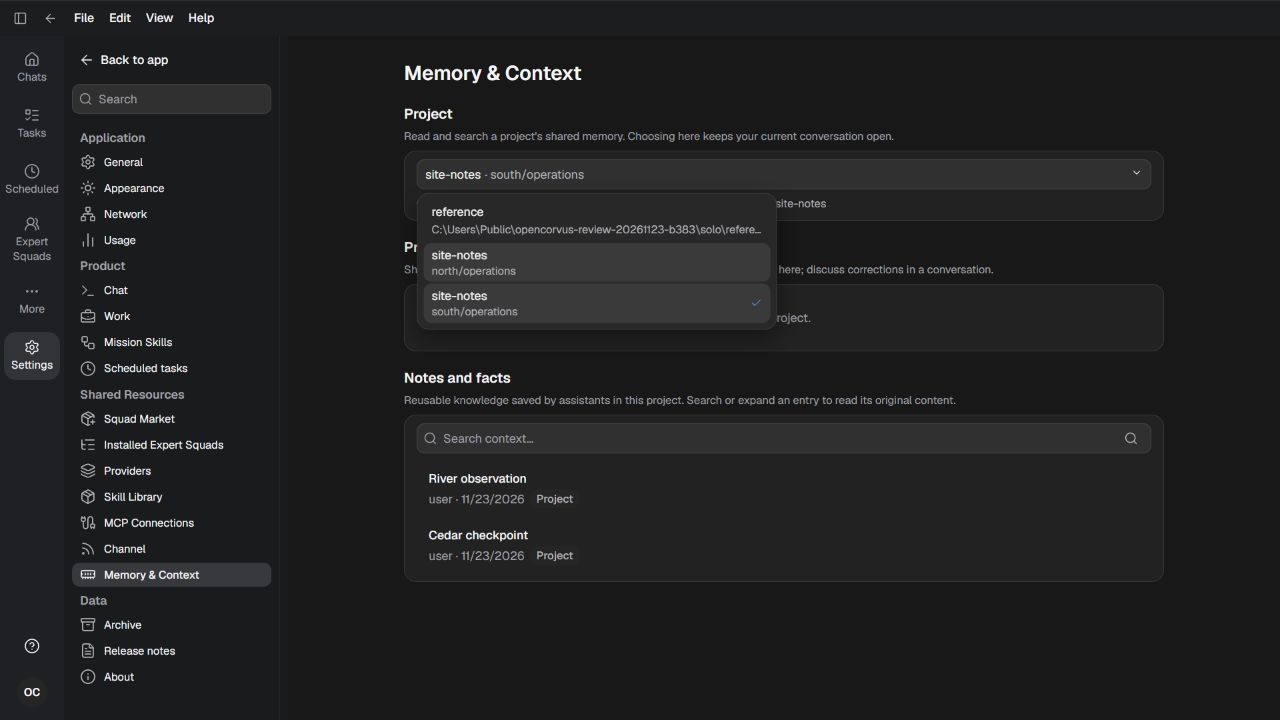 File Edit View Help
Chats
Tasks
Scheduled
Expert
Squads
More
Settings
OC
Back to app
Search
Application
General
Appearance
Network
Usage
Product
Chat
Work
Mission Skills
Scheduled tasks
Shared Resources
Squad Market
Installed Expert Squads
Providers
Skill Library
MCP Connections
Channel
Memory & Context
Data
Archive
Release notes
About
Memory & Context
Project
Read and search a project's shared memory. Choosing here keeps your current conversation open.
site-notes · south/operations
site-notes
reference
C:\Users\Public\opencorvus-review-20261123-b383\solo\refere...
site-notes
north/operations
site-notes
south/operations
Pr
Sh
here; discuss corrections in a conversation.
roject.
Notes and facts
Reusable knowledge saved by assistants in this project. Search or expand an entry to read its original content.
Search context...
River observation
user · 11/23/2026 Project
Cedar checkpoint
user · 11/23/2026 Project